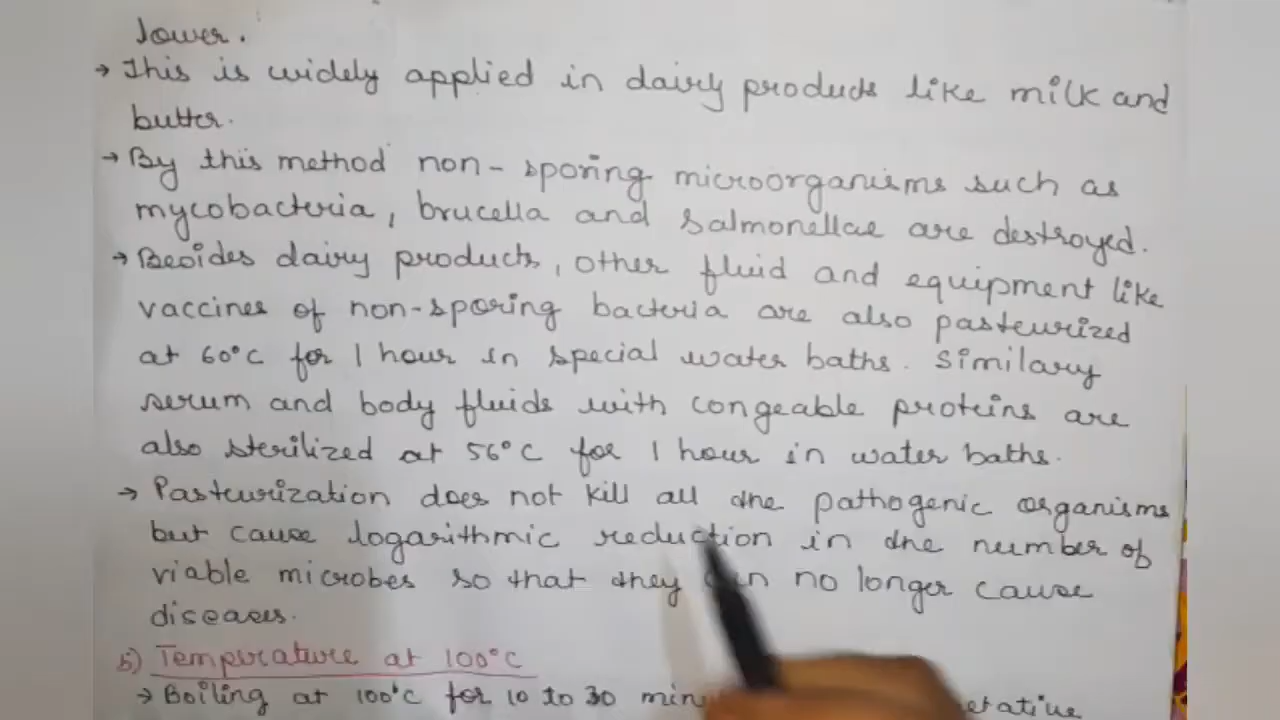 lower.
→ This is widely applied in dairy products like milk and
butter.
→ By this method non-sporing microorganisms such as
mycobacteria, brucella and salmonellae are destroyed.
→ Besides dairy products, other fluid and equipment like
vaccines of non-sporing bacteria are also pasteurized
at 60°C for 1 hour in special water baths. Similary
serum and body fluids with congeable proteins are
also sterilized at 56°C for 1 hour in water baths.
→ Pasteurization does not kill all the pathogenic organisms
but cause logarithmic reduction in the number of
viable microbes so that they can no longer cause
diseases.
5) Temperature at 100°C
→ Boiling at 100°C for 10 to 30